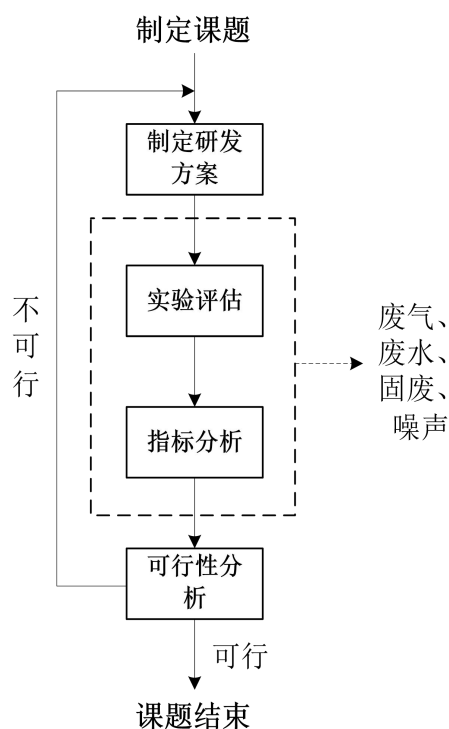 制定课题
制定研发
方案
实验评估
指标分析
不
可
行
废气、
废水、
固废、
噪声
可行性分
析
可行
课题结束